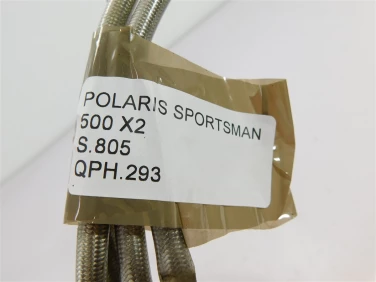 POLARIS SPORTSMAN
500 X2
S.805
QPH.293